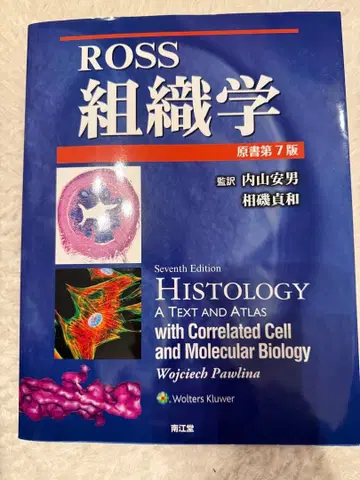 ROSS
組織学
原書第7版
監訳 内山安男
相磯貞和
Seventh Edition
HISTOLOGY
A TEXT AND ATLAS
with Correlated Cell
and Molecular Biology
Wojciech Pawlina
Wolters Kluwer
南江堂